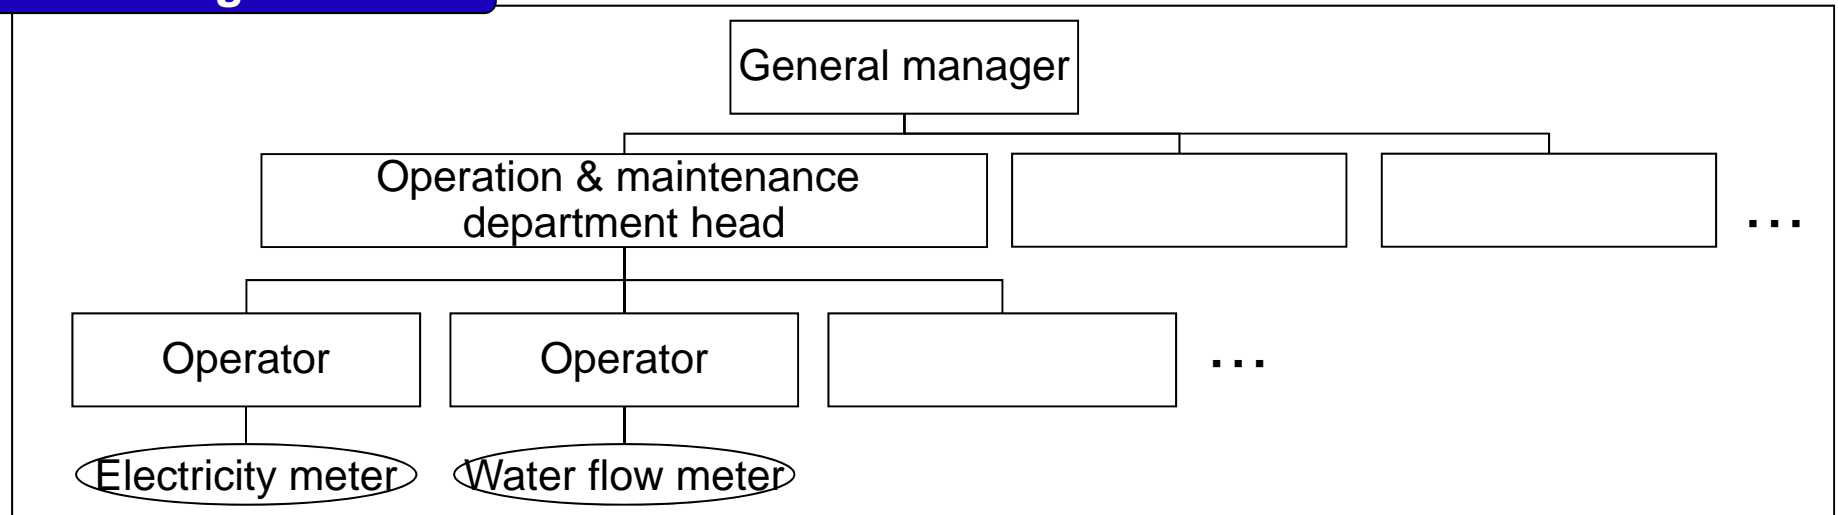 General manager
Operation & maintenance
department head
...
Operator
Operator
...
Electricity meter
Water flow meter